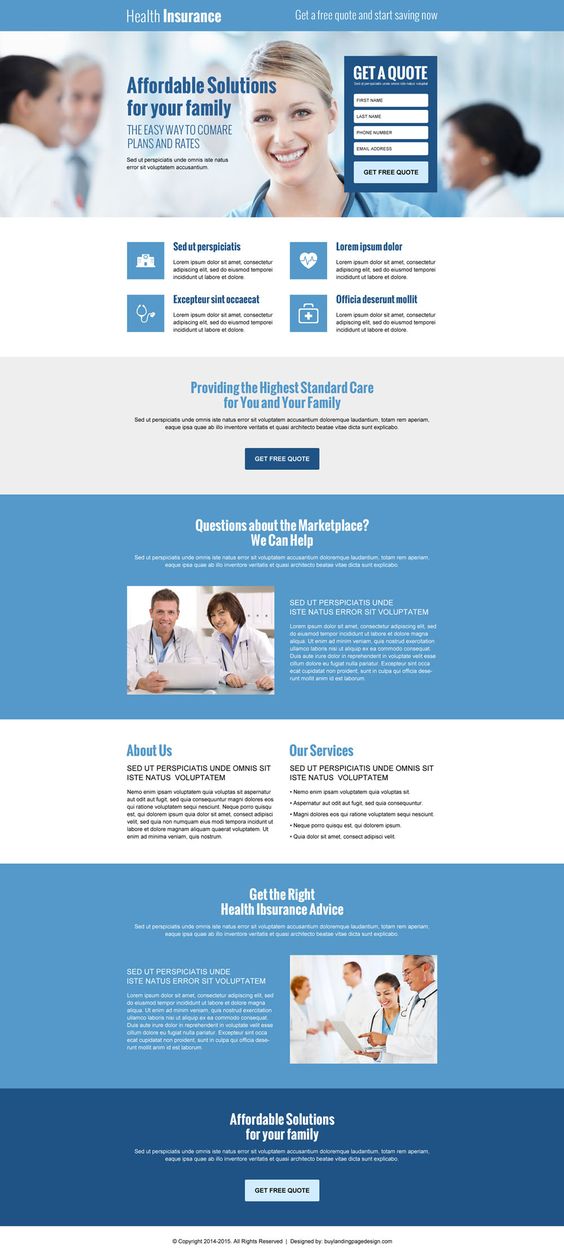 Health Insurance
Get a free quote and start saving now
Affordable Solutions
for your family
THE EASY WAY TO COMARE
PLANS AND RATES
Sed ut perspiciatis unde omnis iste natus
error sit voluptatem accusantium.
GET A QUOTE
Sed ut perspiciatis unde omnis iste natus voluptat
FIRST NAME
LAST NAME
PHONE NUMBER
EMAIL ADDRESS
GET FREE QUOTE
Sed ut perspiciatis
Lorem ipsum dolor sit amet, consectetur
adipiscing elit, sed do eiusmod temporei
incididunt ut labore et dolore.
Lorem ipsum dolor
Lorem ipsum dolor sit amet, consectetur
adipiscing elit, sed do eiusmod temporei
incididunt ut labore et dolore.
Excepteur sint occaecat
Lorem ipsum dolor sit amet, consectetur
adipiscing elit, sed do eiusmod temporei
incididunt ut labore et dolore.
Officia deserunt mollit
Lorem ipsum dolor sit amet, consectetur
adipiscing elit, sed do eiusmod temporei
incididunt ut labore et dolore.
Providing the Highest Standard Care
for You and Your Family
Sed ut perspiciatis unde omnis iste natus error sit voluptatem accusantium doloremque laudantium, totam rem aperiam,
eaque ipsa quae ab illo inventore veritatis et quasi architecto beatae vitae dicta sunt explicabo.
GET FREE QUOTE
Questions about the Marketplace?
We Can Help
Sed ut perspiciatis unde omnis iste natus error sit voluptatem accusantium doloremque laudantium, totam rem aperiam,
eaque ipsa quae ab illo inventore veritatis et quasi architecto beatae vitae dicta sunt explicabo.
SED UT PERSPICIATIS UNDE
ISTE NATUS ERROR SIT VOLUPTATEM
Lorem ipsum dolor sit amet, consectetur adipiscing elit, sed
do eiusmod tempor incididunt ut labore et dolore magna
aliqua. Ut enim ad minim veniam, quis nostrud exercitation
ullamco laboris nisi ut aliquip ex ea commodo consequat.
Duis aute irure dolor in reprehenderit in voluptate velit esse
cillum dolore eu fugiat nulla pariatur. Excepteur sint occa
ecat cupidatat non proident, sunt in culpa qui officia dese-
runt mollit anim id est laborum.
About Us
SED UT PERSPICIATIS UNDE OMNIS SIT
ISTE NATUS VOLUPTATEM
Nemo enim ipsam voluptatem quia voluptas sit aspernatur
aut odit aut fugit, sed quia consequuntur magni dolores eos
qui ratione voluptatem sequi nesciunt. Neque porro quisqu
est, qui dolorem ipsum quia dolor sit amet, consectetur, adi
pisci velit, sed quia non numquam eius modi tempora incidunt ut
labore et dolore magnam aliquam quaerat voluptatem. Ut
enim ad minima veniam, quis nostrum.
Our Services
SED UT PERSPICIATIS UNDE OMNIS SIT
ISTE NATUS VOLUPTATEM
• Nemo enim ipsam voluptatem quia voluptas sit.
• Aspernatur aut odit aut fugit, sed quia consequuntur.
• Magni dolores eos qui ratione voluptatem sequi nesciunt.
• Neque porro quisqu est, qui dolorem ipsum.
• Quia dolor sit amet, consect adipisci velit.
Get the Right
Health Ibsurance Advice
Sed ut perspiciatis unde omnis iste natus error sit voluptatem accusantium doloremque laudantium, totam rem aperiam,
eaque ipsa quae ab illo inventore veritatis et quasi architecto beatae vitae dicta sunt explicabo.
SED UT PERSPICIATIS UNDE
ISTE NATUS ERROR SIT VOLUPTATEM
Lorem ipsum dolor sit amet, consectetur adipiscing elit, sed
do eiusmod tempor incididunt ut labore et dolore magna
aliqua. Ut enim ad minim veniam, quis nostrud exercitation
ullamco laboris nisi ut aliquip ex ea commodo consequat.
Duis aute irure dolor in reprehenderit in voluptate velit esse
cillum dolore eu fugiat nulla pariatur. Excepteur sint occa
ecat cupidatat non proident, sunt in culpa qui officia dese-
runt mollit anim id est laborum
Affordable Solutions
for your family
Sed ut perspiciatis unde omnis iste natus error sit voluptatem accusantium doloremque laudantium, totam rem aperiam,
eaque ipsa quae ab illo inventore veritatis et quasi architecto beatae vitae dicta sunt explicabo.
GET FREE QUOTE
© Copyright 2014-2015. All Rights Reserved | Designed by: buylandingpagedesign.com